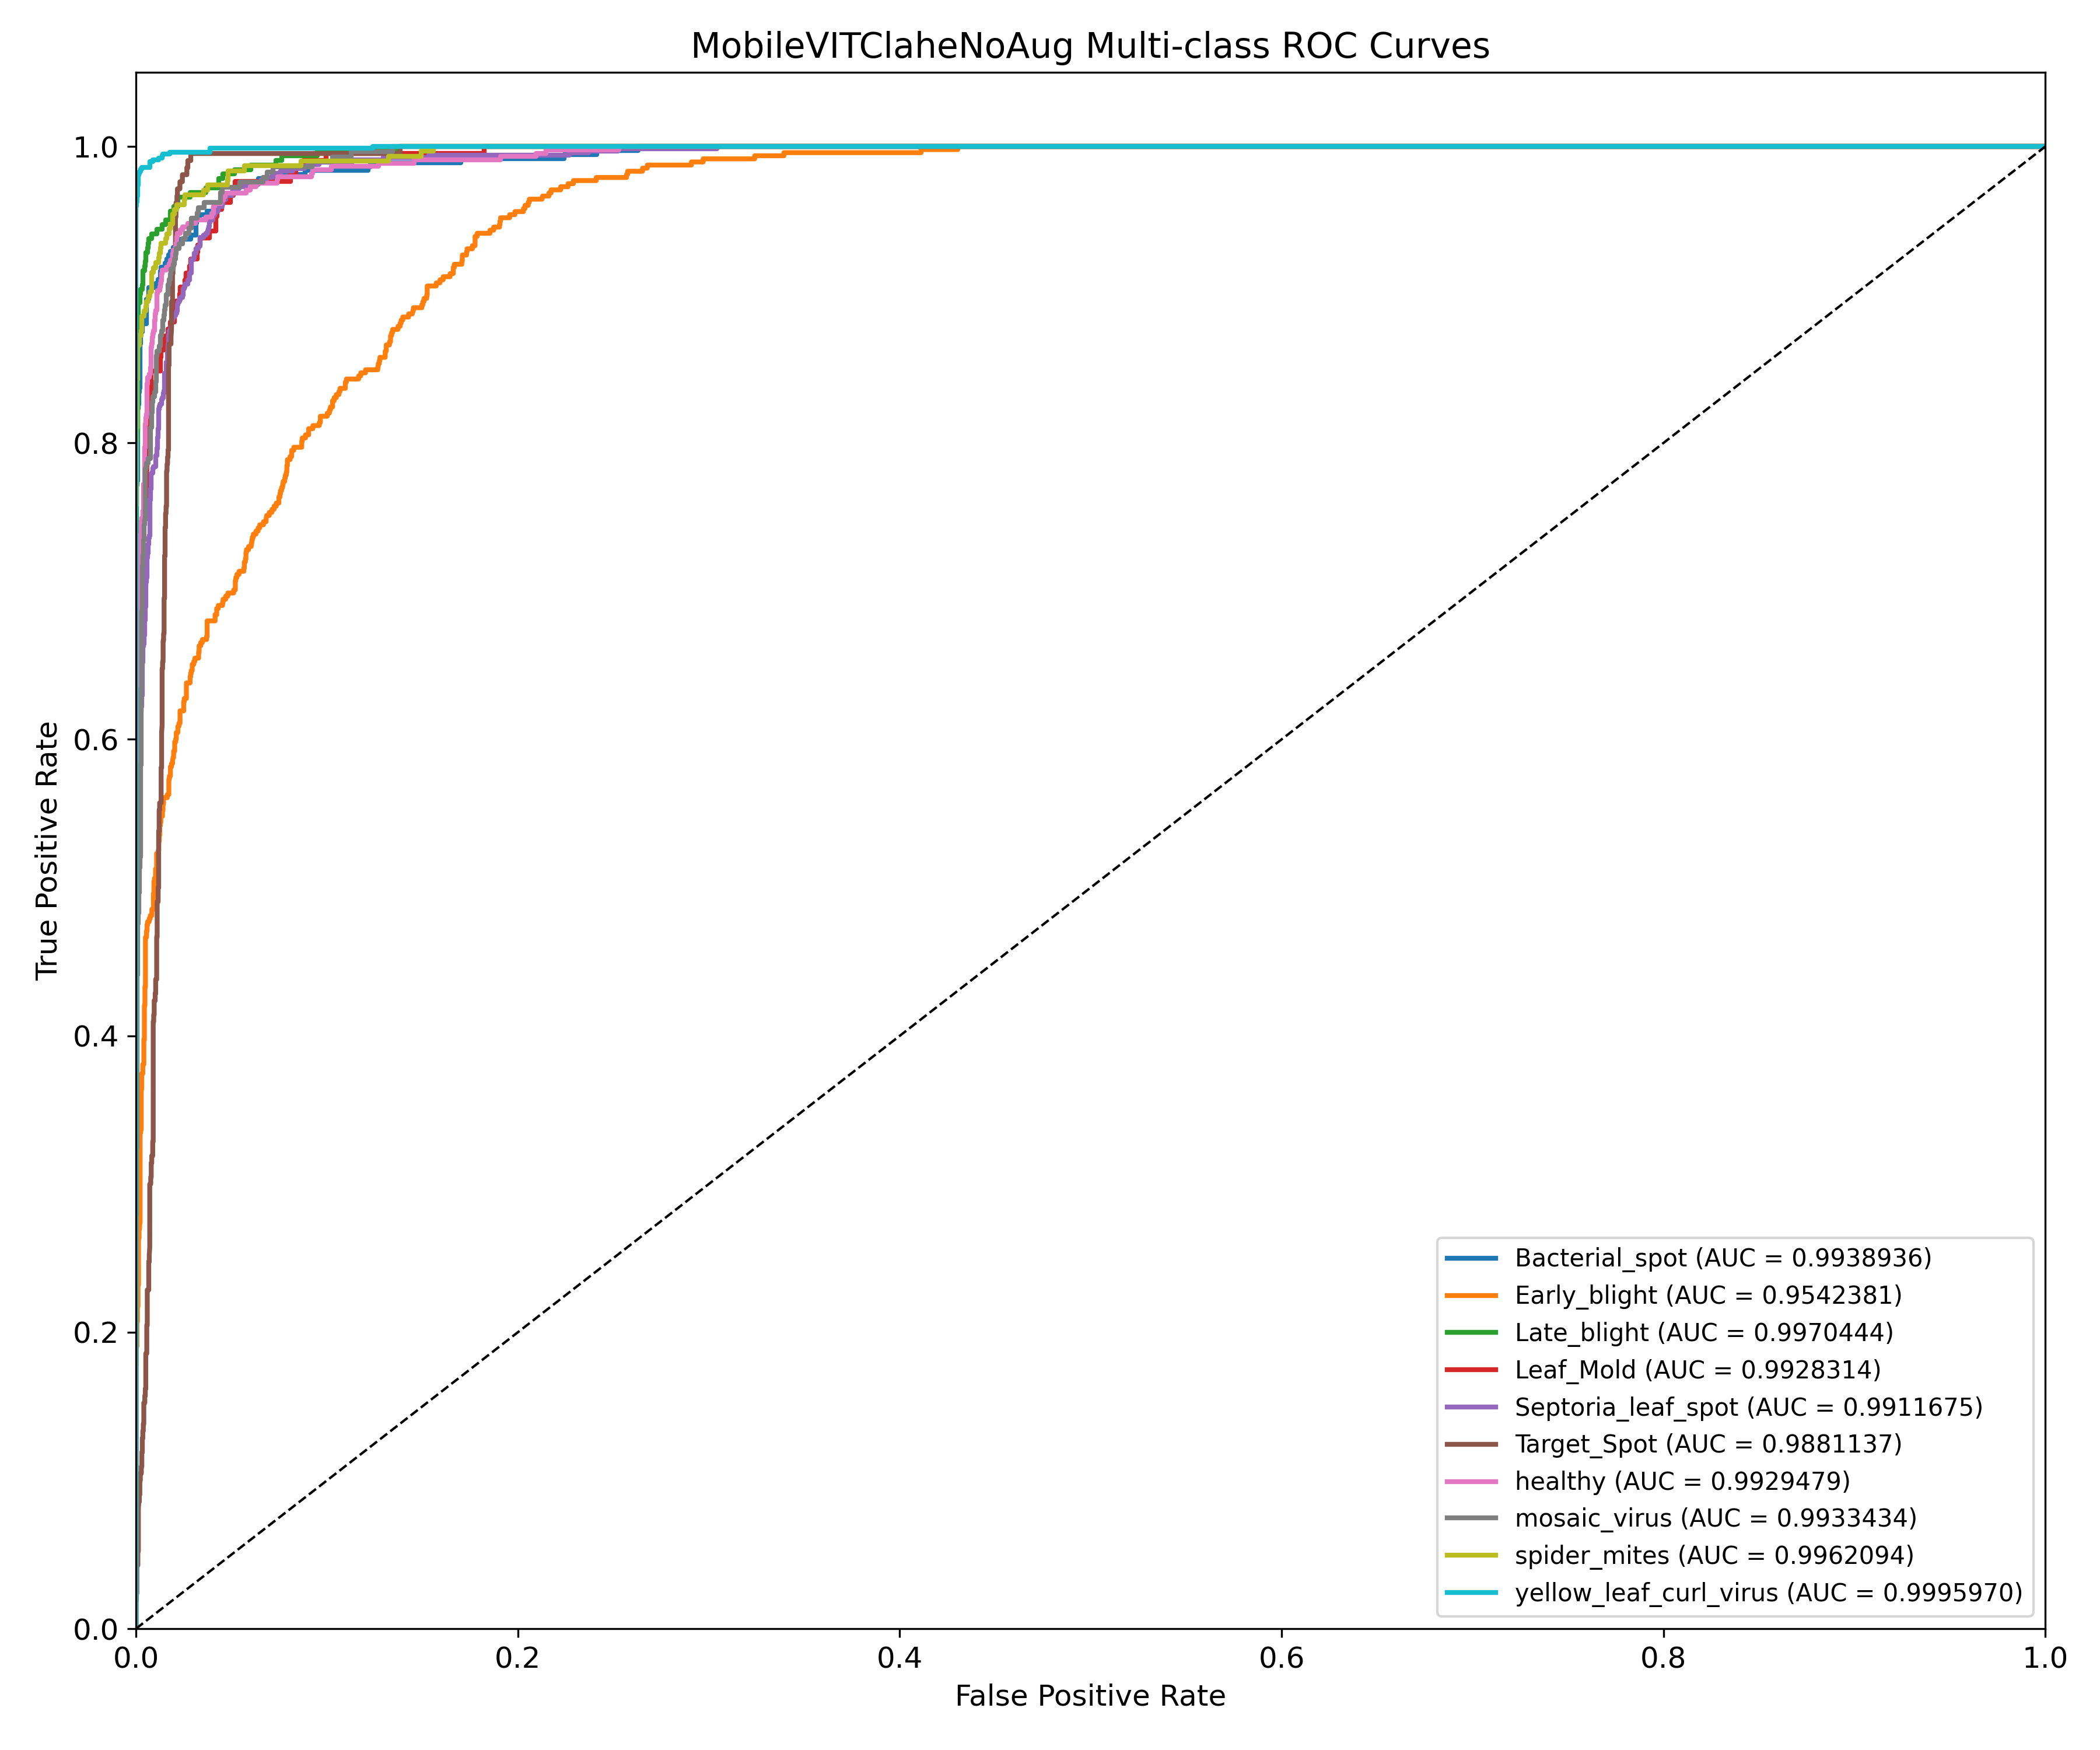 MobileVITClaheNoAug Multi-class ROC Curves
True Positive Rate
1.0
0.8
0.6
0.4
0.2
0.0
0.0 0.2 0.4 0.6 0.8 1.0
False Positive Rate
Bacterial_spot (AUC = 0.9938936)
Early_blight (AUC = 0.9542381)
Late_blight (AUC = 0.9970444)
Leaf_Mold (AUC = 0.9928314)
Septoria_leaf_spot (AUC = 0.9911675)
Target_Spot (AUC = 0.9881137)
healthy (AUC = 0.9929479)
mosaic_virus (AUC = 0.9933434)
spider_mites (AUC = 0.9962094)
yellow_leaf_curl_virus (AUC = 0.9995970)